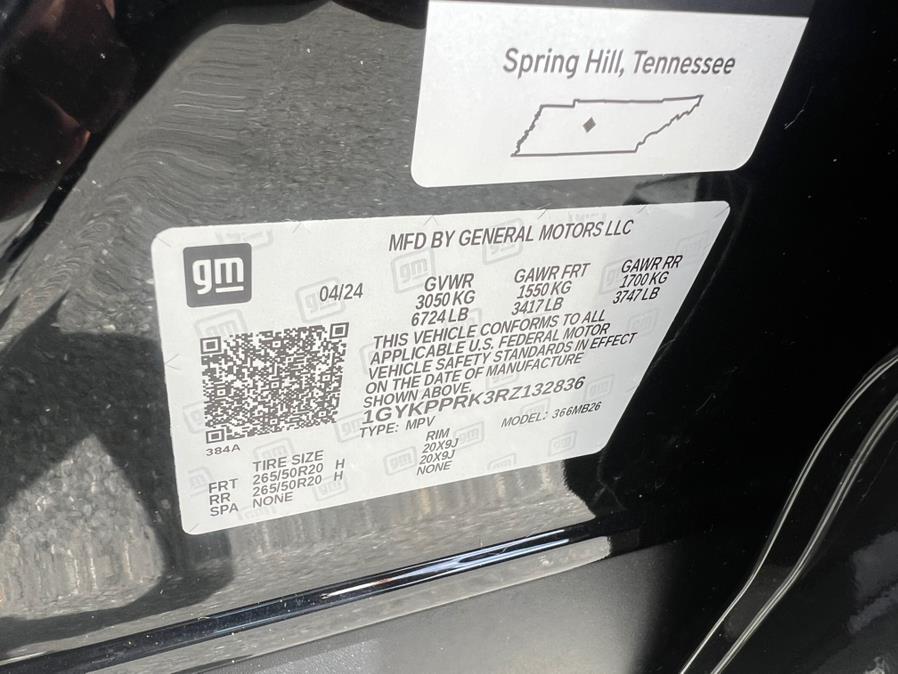 Spring Hill, Tennessee
gm
MFD BY GENERAL MOTORS LLC
04/24
GVWR
3050 KG
6724 LB
GAWR FRT
1550 KG
3417 LB
GAWR RR
1700 KG
3747 LB
THIS VEHICLE CONFORMS TO ALL
APPLICABLE U.S. FEDERAL MOTOR
VEHICLE SAFETY STANDARDS IN EFFECT
ON THE DATE OF MANUFACTURE
SHOWN ABOVE.
1GYKPPRK3RZ132836
TYPE: MPV
MODEL: 366MB26
384A
TIRE SIZE
RIM
FRT 265/50R20 H 20X9J
RR 265/50R20 H 20X9J
SPA NONE NONE